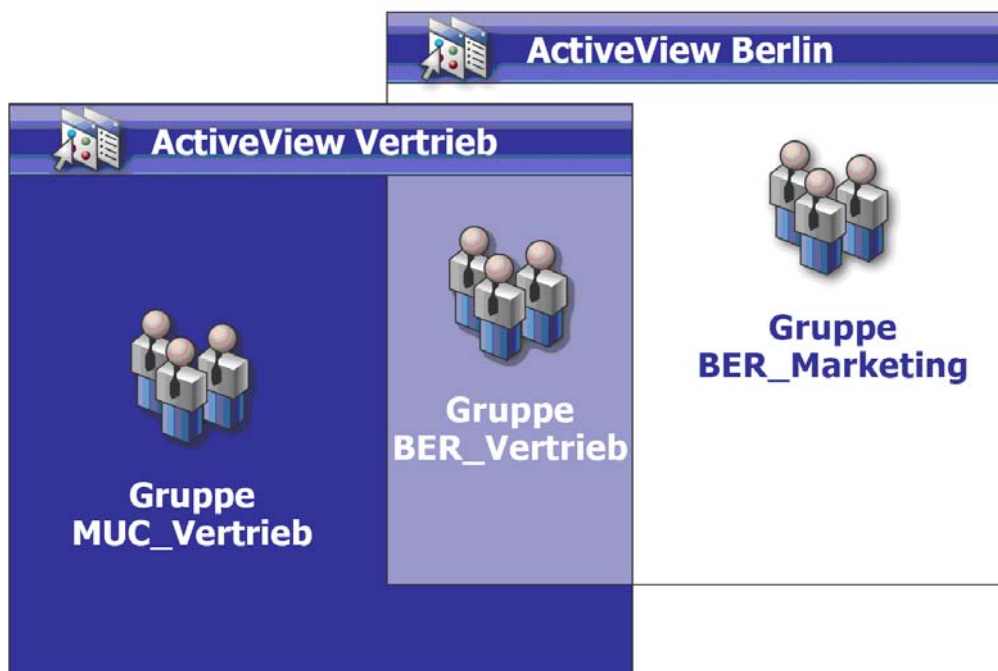 ActiveView Berlin
ActiveView Vertrieb
Gruppe
MUC_Vertrieb
Gruppe
BER_Vertrieb
Gruppe
BER_Marketing